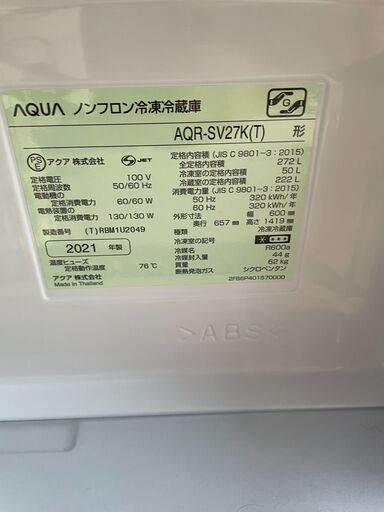 AQUA ノンフロン冷凍冷蔵庫
AQR-SV27K(T) 形
PS E アクア 株式会社 S JET
定格電圧 100 V
定格周波数 50/60 Hz
電動機の
定格消費電力 60/60 W
電熱装置の
定格消費電力 130/130 W
製造番号 (T)RBM1U2049
2021 年製
温度ヒューズ
定格動作温度 76℃
アクア 株式会社
Made in Thailand
定格内容積 (JIS C 9801-3:2015)
全定格内容積 272 L
冷凍室の定格内容積 50 L
冷蔵室の定格内容積 222 L
消費電力量 (JIS C 9801-3:2015)
50 Hz 320 kWh/年
60 Hz 320 kWh/年
外形寸法 幅 600 mm
奥行 657 mm 高さ 1419 mm
種類 冷凍冷蔵庫
冷凍室の記号
冷媒名 R600a
冷媒封入量 44 g
質量 62 kg
断熱発泡ガス シクロペンタン
2FB6P401570000
G
>ABS<